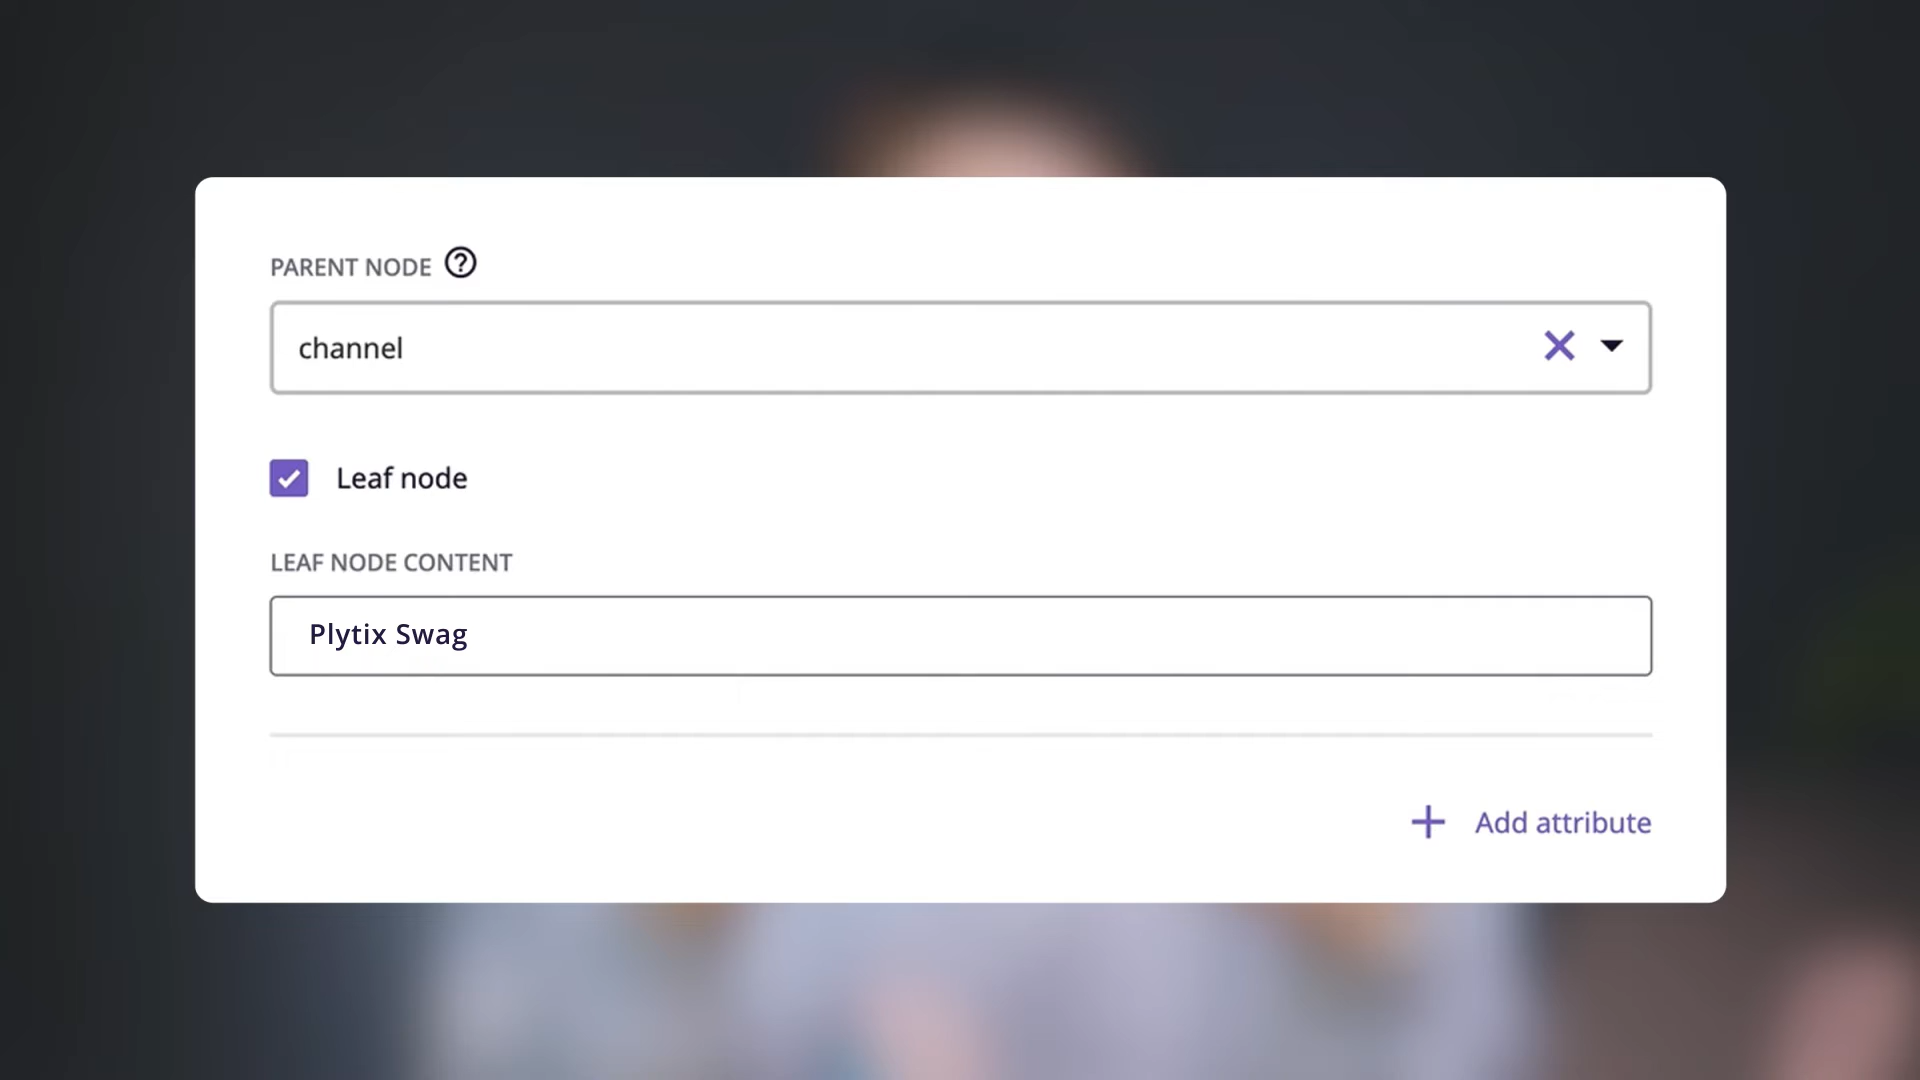 PARENT NODE
channel
Leaf node
LEAF NODE CONTENT
Plytix Swag
Add attribute